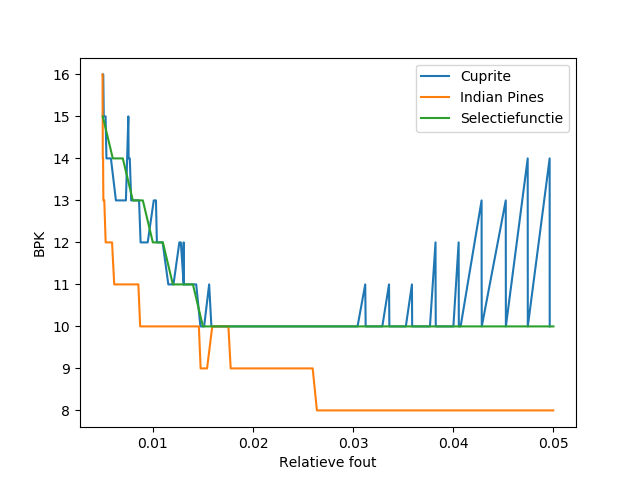 16
15
14
13
12
11
10
9
8
BPK
Cuprite
Indian Pines
Selectiefunctie
0.01
0.02
0.03
0.04
0.05
Relatieve fout